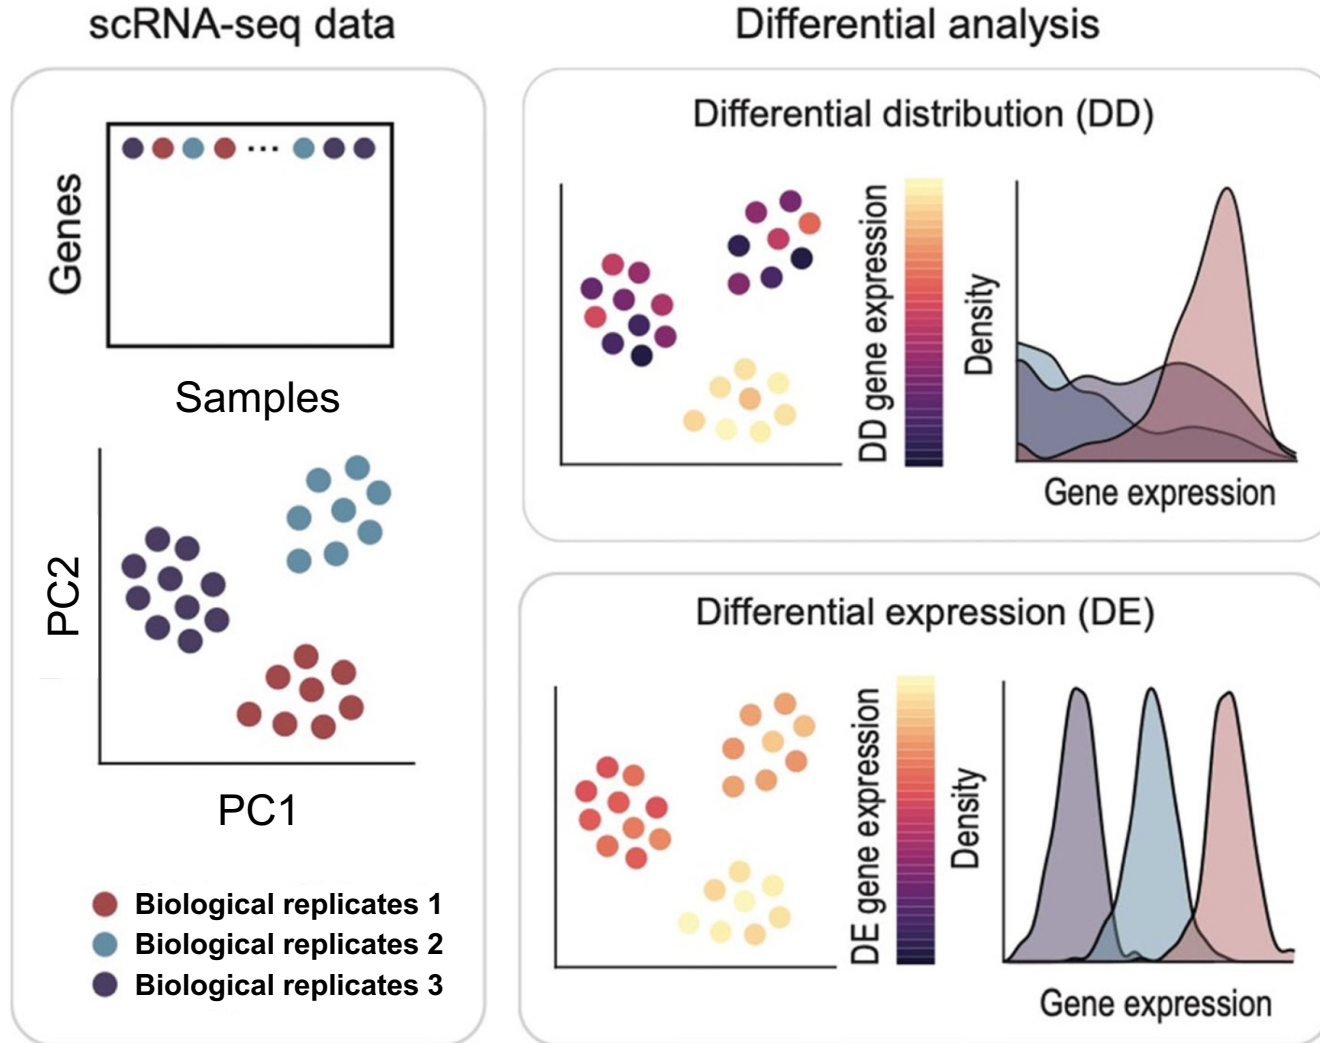 scRNA-seq data
Genes
...
Samples
PC2
PC1
Biological replicates 1
Biological replicates 2
Biological replicates 3
Differential analysis
Differential distribution (DD)
DD gene expression
Density
Gene expression
Differential expression (DE)
DE gene expression
Density
Gene expression